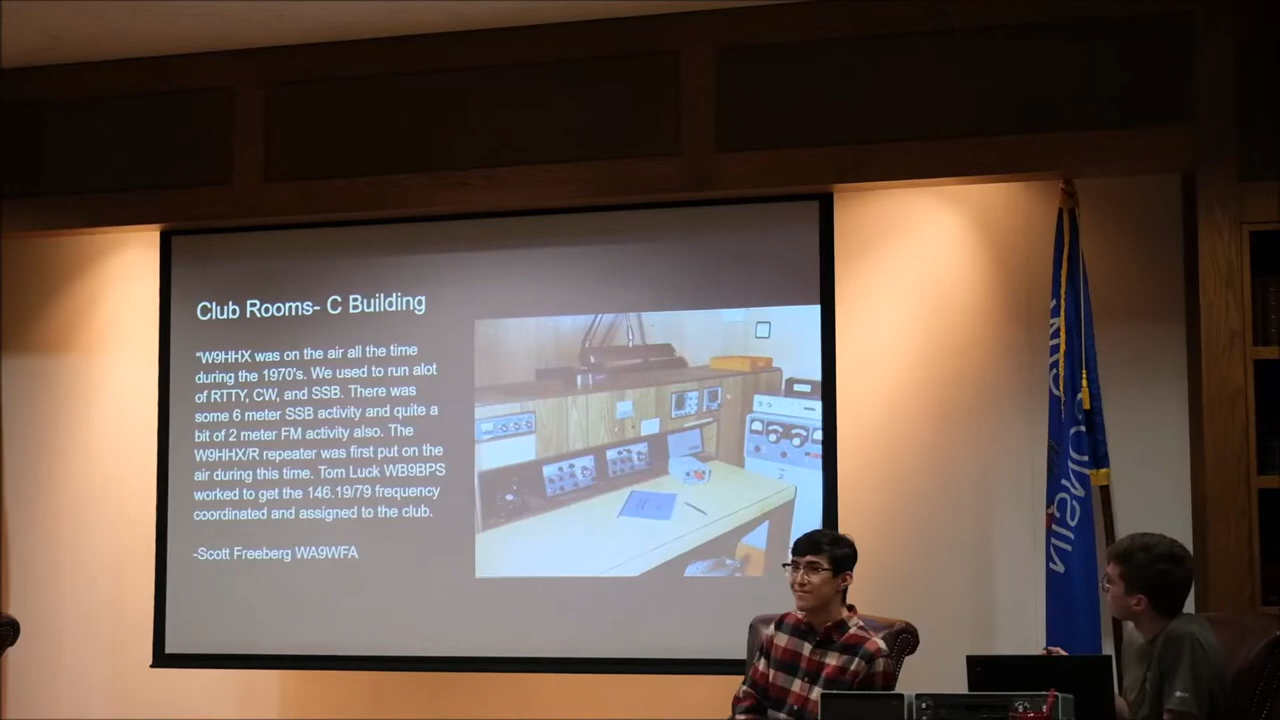 Club Rooms- C Building
“W9HHX was on the air all the time
during the 1970's. We used to run alot
of RTTY, CW, and SSB. There was
some 6 meter SSB activity and quite a
bit of 2 meter FM activity also. The
W9HHX/R repeater was first put on the
air during this time. Tom Luck WB9BPS
worked to get the 146.19/79 frequency
coordinated and assigned to the club.
-Scott Freeberg WA9WFA